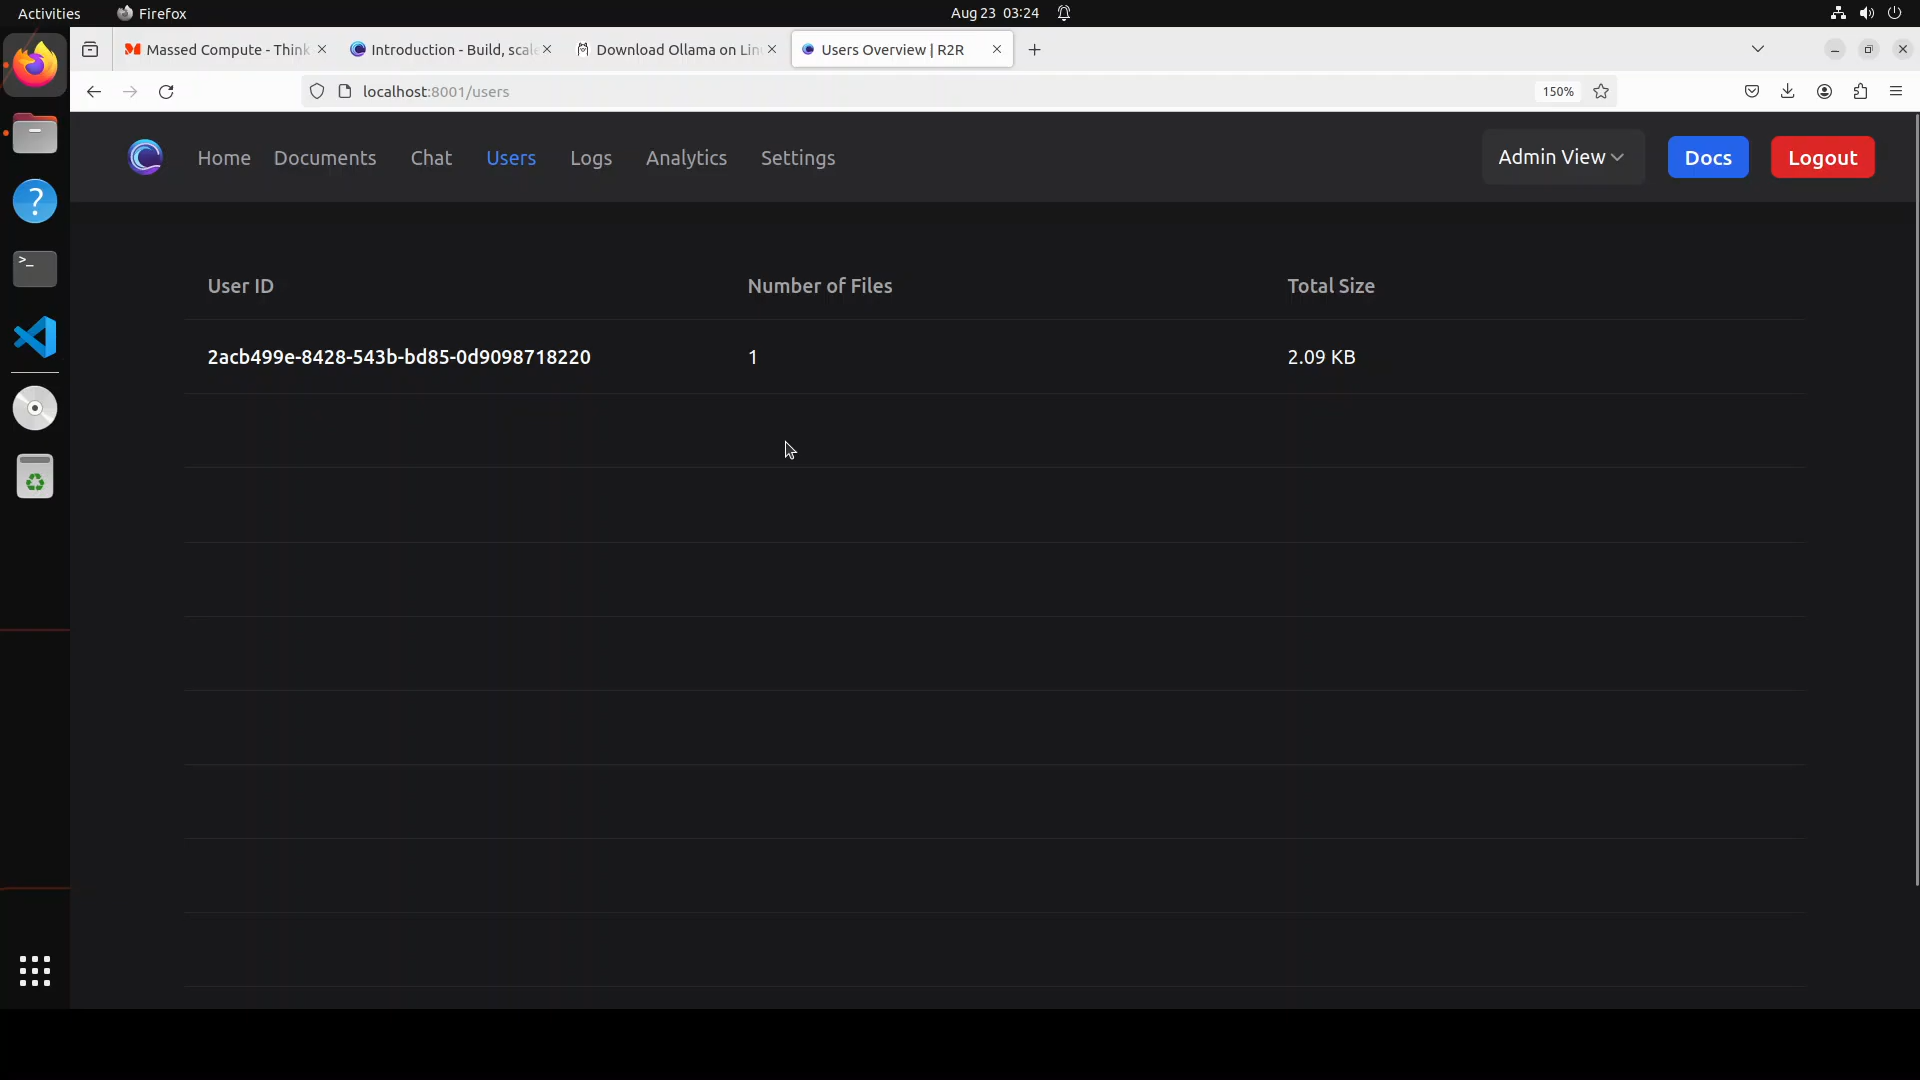 Activities Firefox Aug 23 03:24
Massed Compute - Think Introduction - Build, scale Download Ollama on Lin Users Overview | R2R
localhost:8001/users 150%
Home Documents Chat Users Logs Analytics Settings Admin View Docs Logout
User ID Number of Files Total Size
2acb499e-8428-543b-bd85-0d9098718220 1 2.09 KB